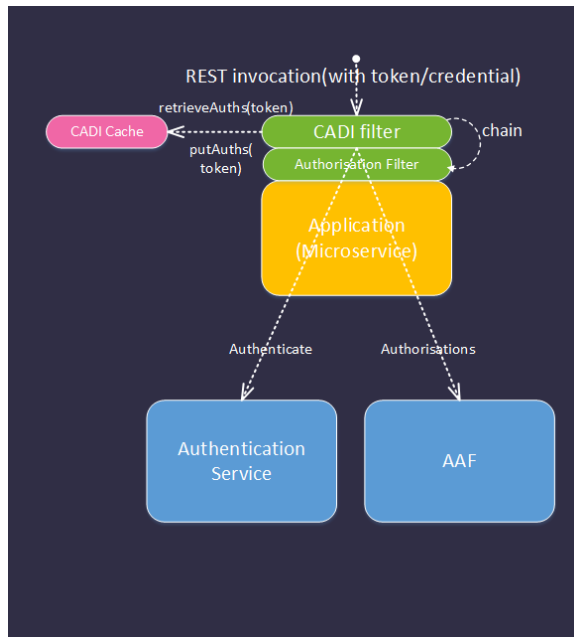 REST invocation(with token/credential)
retrieveAuths(token)
CADI Cache
CADI filter
chain
putAuths(
token)
Authorisation Filter
Application
(Microservice)
Authenticate
Authorisations
Authentication
Service
AAF